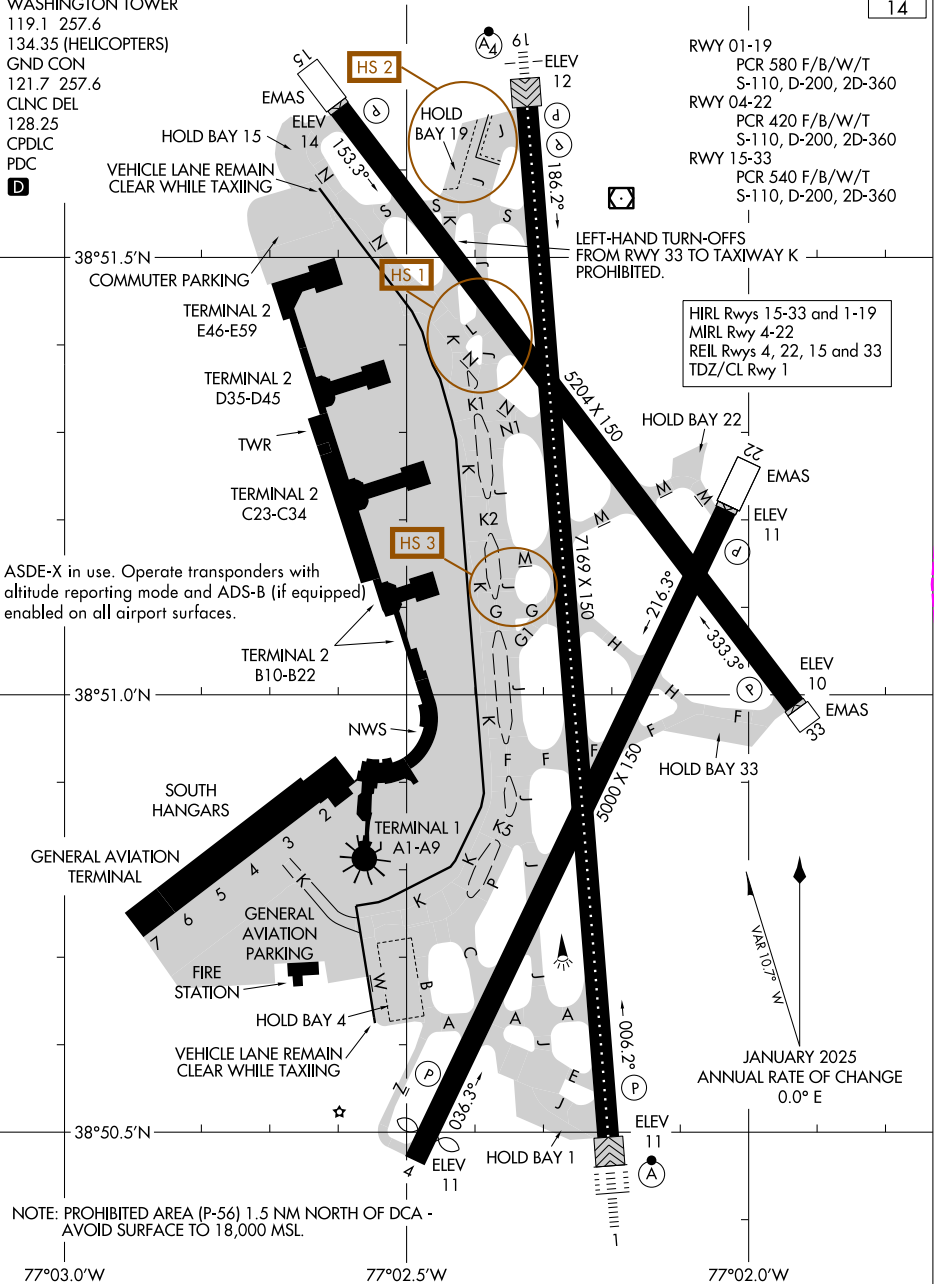 WASHINGTON TOWER
119.1 257.6
134.35 (HELICOPTERS)
GND CON
121.7 257.6
CLNC DEL
128.25
CPDLC
PDC
D
14
RWY 01-19
PCR 580 F/B/W/T
S-110, D-200, 2D-360
RWY 04-22
PCR 420 F/B/W/T
S-110, D-200, 2D-360
RWY 15-33
PCR 540 F/B/W/T
S-110, D-200, 2D-360
15
EMAS
ELEV
14
P
HS 2
A4
19
ELEV
12
P
P
HOLD
BAY 19
HOLD BAY 15
VEHICLE LANE REMAIN
CLEAR WHILE TAXIING
153.3°
186.2°
J
J
N
S
S
K
S
N
J
LEFT-HAND TURN-OFFS
FROM RWY 33 TO TAXIWAY K
PROHIBITED.
38°51.5'N
COMMUTER PARKING
HS 1
TERMINAL 2
E46-E59
HIRL Rwys 15-33 and 1-19
MIRL Rwy 4-22
REIL Rwys 4, 22, 15 and 33
TDZ/CL Rwy 1
L
K
J
N
TERMINAL 2
D35-D45
K1
N
N1
5204 X 150
HOLD BAY 22
22
EMAS
TWR
K
J
W
W
W
TERMINAL 2
C23-C34
K2
ELEV
11
P
HS 3
7169 X 150
M
ASDE-X in use. Operate transponders with
altitude reporting mode and ADS-B (if equipped)
enabled on all airport surfaces.
K
J
G
G
G1
216.3°
TERMINAL 2
B10-B22
H
333.3°
ELEV
10
38°51.0'N
J
H
P
EMAS
33
NWS
K
F
F
F
F
F
HOLD BAY 33
SOUTH
HANGARS
5000 X 150
J
2
TERMINAL 1
A1-A9
K5
3
GENERAL AVIATION
TERMINAL
4
K
K
P
J
5
6
7
K
GENERAL
AVIATION
PARKING
C
VAR 10.7° W
FIRE
STATION
W
B
J
HOLD BAY 4
A
A
A
006.2°
VEHICLE LANE REMAIN
CLEAR WHILE TAXIING
J
JANUARY 2025
ANNUAL RATE OF CHANGE
0.0° E
Z
P
036.3°
E
J
P
38°50.5'N
ELEV
11
HOLD BAY 1
4
ELEV
11
A
NOTE: PROHIBITED AREA (P-56) 1.5 NM NORTH OF DCA -
AVOID SURFACE TO 18,000 MSL.
1
77°03.0'W
77°02.5'W
77°02.0'W